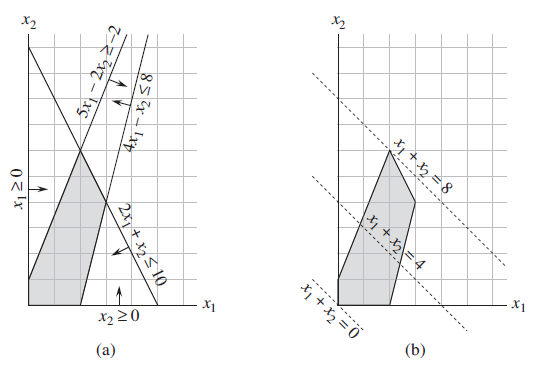 x₂
5x₁ − 2x₂ ≥ −2
4x₁ − x₂ ≤ 8
x₁ ≥ 0
2x₁ + x₂ ≤ 10
x₂ ≥ 0
x₁
(a)
x₂
x₁ + x₂ = 8
x₁ + x₂ = 4
x₁ + x₂ = 0
x₁
(b)